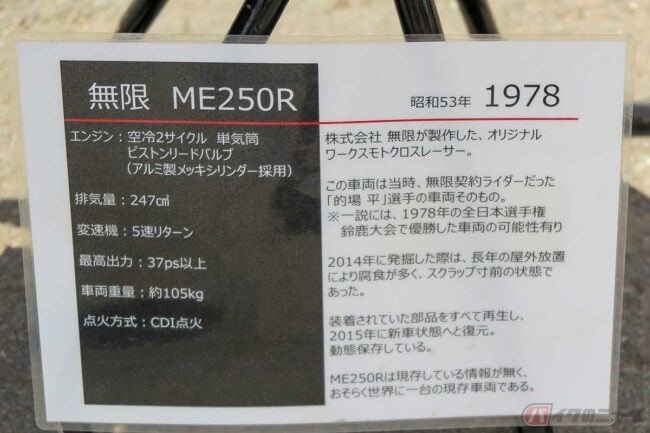 無限 ME250R
昭和53年 1978
エンジン：空冷2サイクル 単気筒
ピストンリードバルブ
（アルミ製メッキシリンダー採用）
排気量：247㎤
変速機：5速リターン
最高出力：37ps以上
車両重量：約105kg
点火方式：CDI点火
株式会社 無限が製作した、オリジナル
ワークスモトクロスレーサー。
この車両は当時、無限契約ライダーだった
「的場 平」選手の車両そのもの。
※一説には、1978年の全日本選手権
鈴鹿大会で優勝した車両の可能性有り
2014年に発掘した際は、長年の屋外放置
により腐食が多く、スクラップ寸前の状態で
あった。
装着されていた部品をすべて再生し、
2015年に新車状態へと復元。
動態保存している。
ME250Rは現存している情報が無く、
おそらく世界に一台の現存車両である。
バイクのニュース